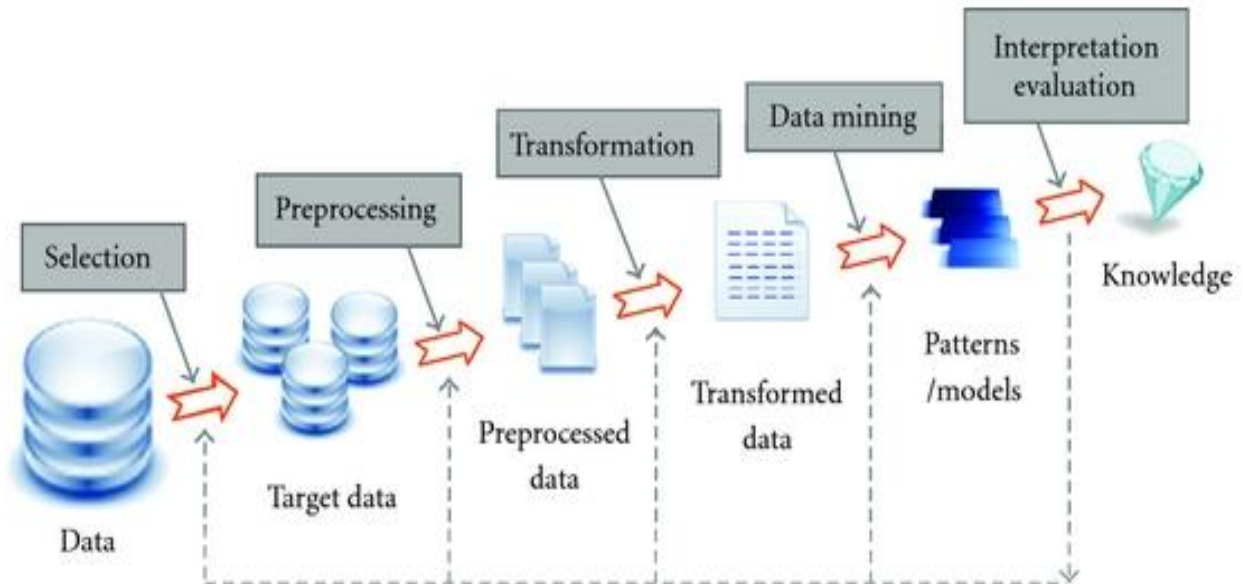 Interpretation
evaluation
Data mining
Transformation
Preprocessing
Selection
Knowledge
Patterns
/models
Transformed
data
Preprocessed
data
Target data
Data